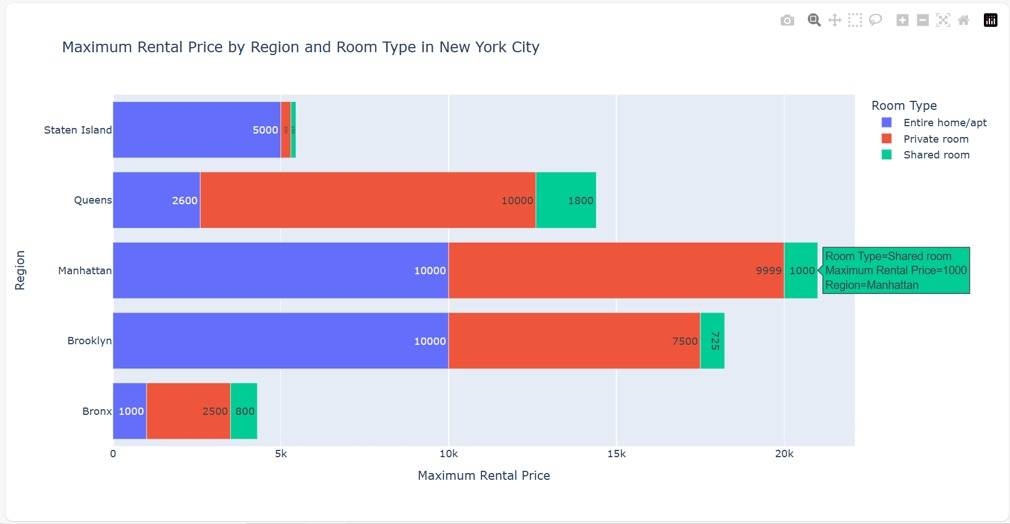 Maximum Rental Price by Region and Room Type in New York City
Room Type
Entire home/apt
Private room
Shared room
Region
Staten Island
5000
Queens
2600
10000
1800
Manhattan
10000
9999
1000
Room Type=Shared room
Maximum Rental Price=1000
Region=Manhattan
Brooklyn
10000
7500
725
Bronx
1000
2500
800
0
5k
10k
15k
20k
Maximum Rental Price